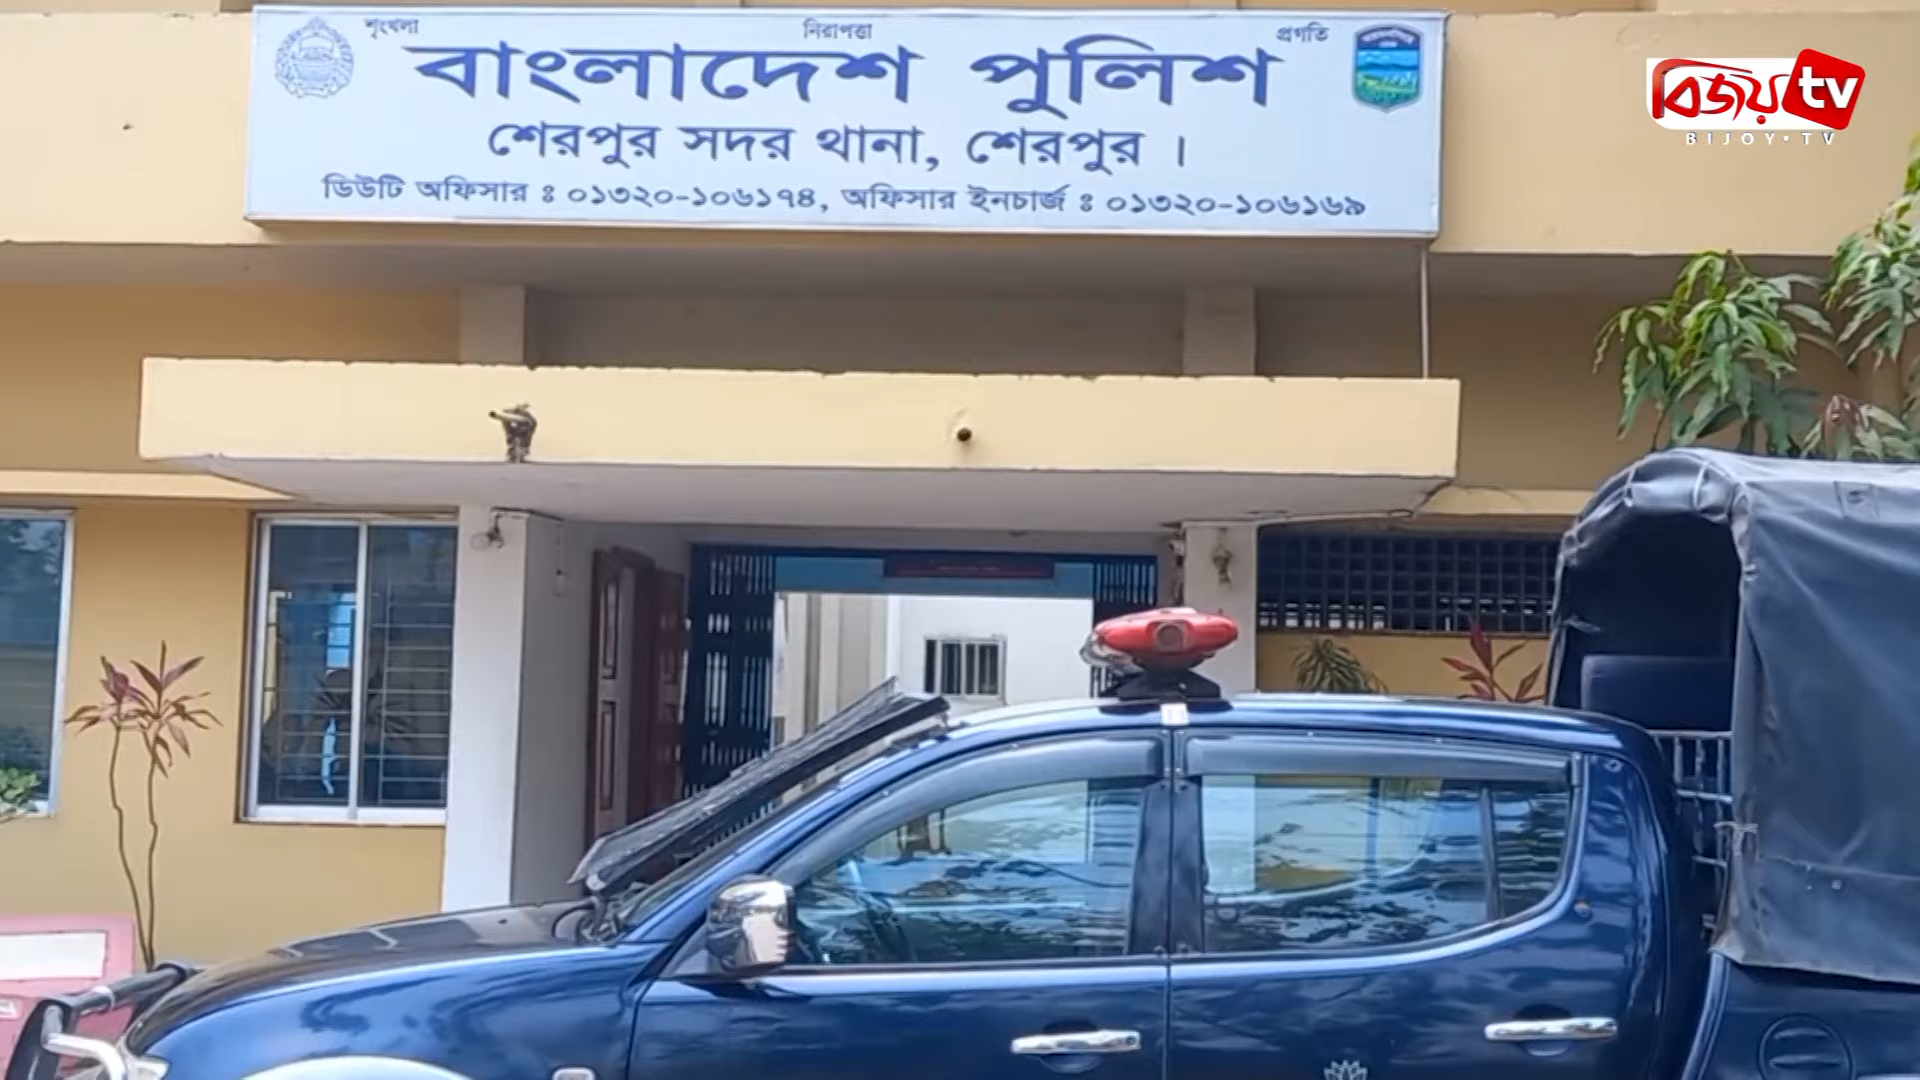 শৃংখলা নিরাপত্তা প্রগতি
বাংলাদেশ পুলিশ
শেরপুর সদর থানা, শেরপুর ।
ডিউটি অফিসার ঃ ০১৩২০-১০৬১৭৪, অফিসার ইনচার্জ ঃ ০১৩২০-১০৬১৬৯
বিজয় tv
BIJOY TV